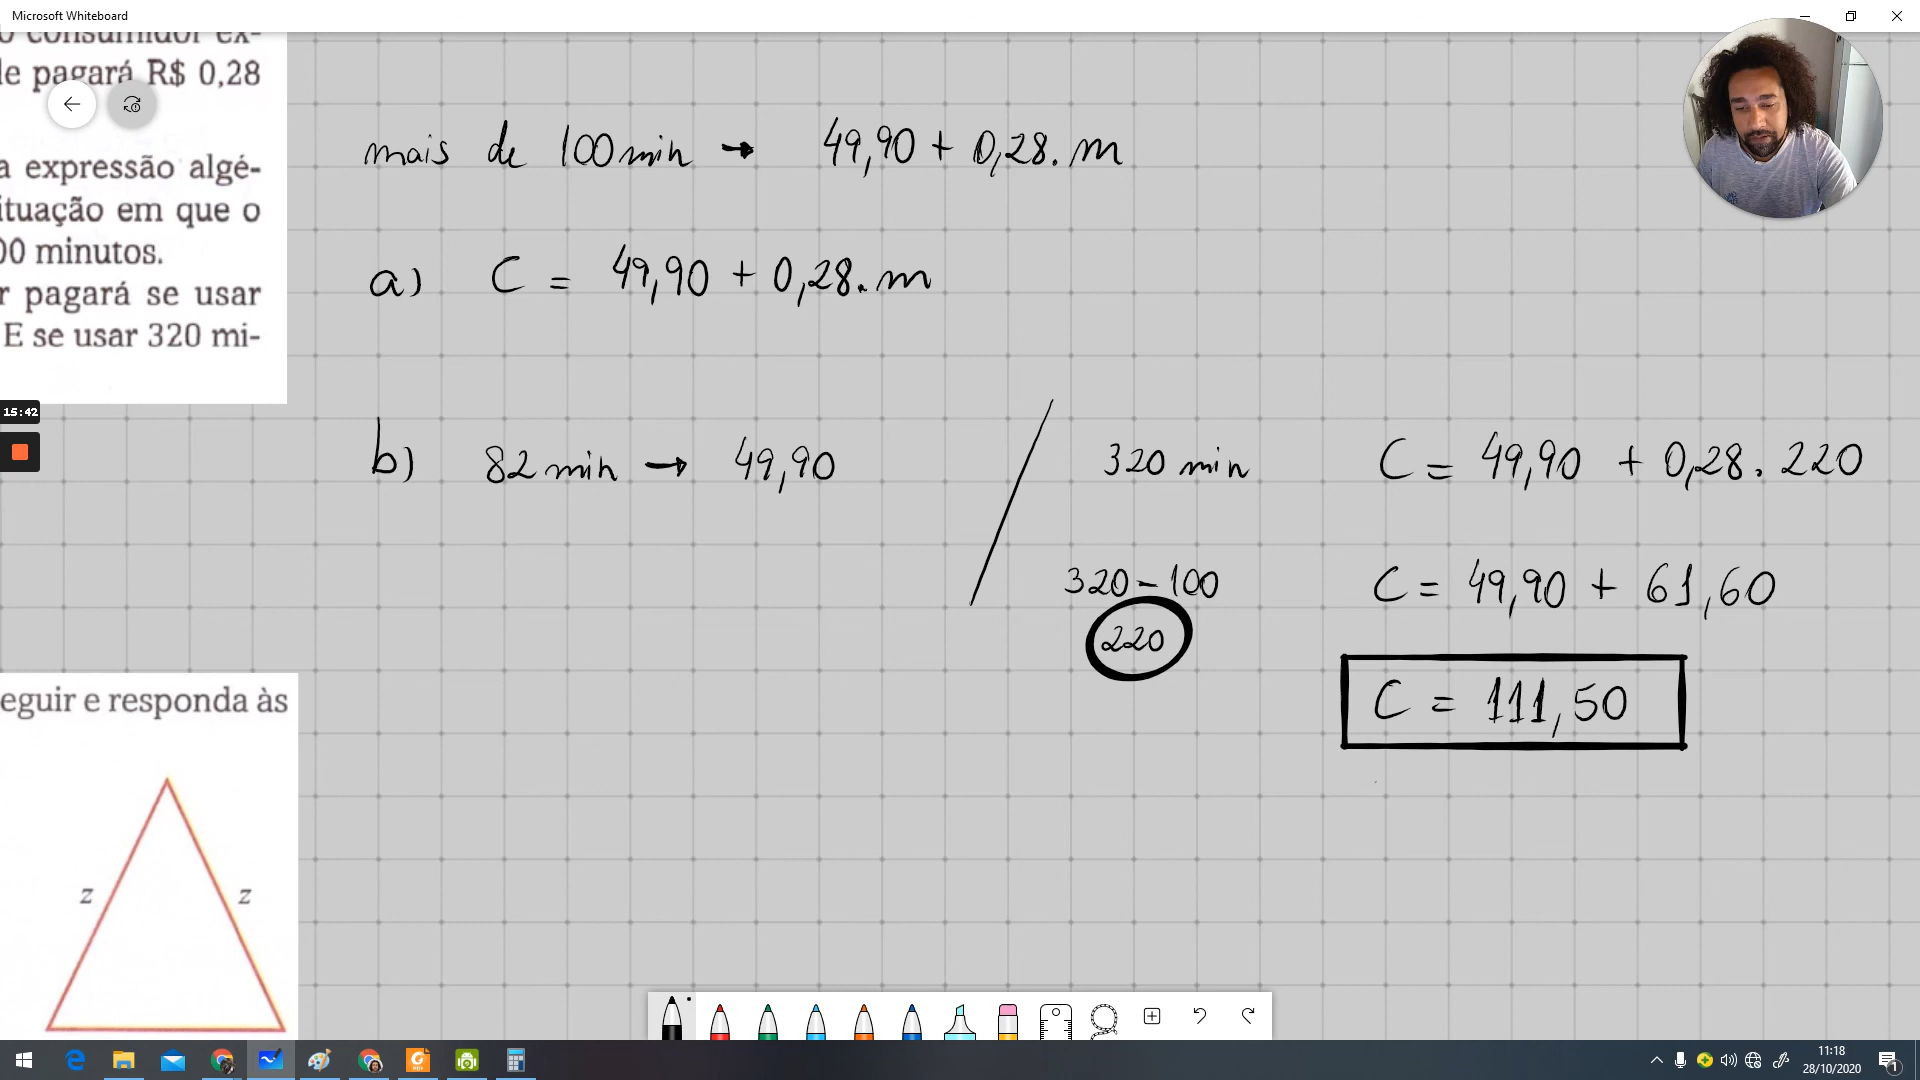 Microsoft Whiteboard
o consumidor ex-
le pagará R$ 0,28
a expressão algé-
ituação em que o
00 minutos.
r pagará se usar
E se usar 320 mi-
15:42
mais de 100 min → 49,90 + 0,28. m
a) C = 49,90 + 0,28. m
b) 82 min → 49,90
320 min
320 - 100
220
C = 49,90 + 0,28. 220
C = 49,90 + 61,60
C = 111,50
eguir e responda às
z z
11:18
28/10/2020
1